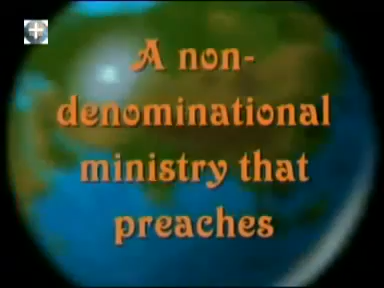 A non-
denominational
ministry that
preaches